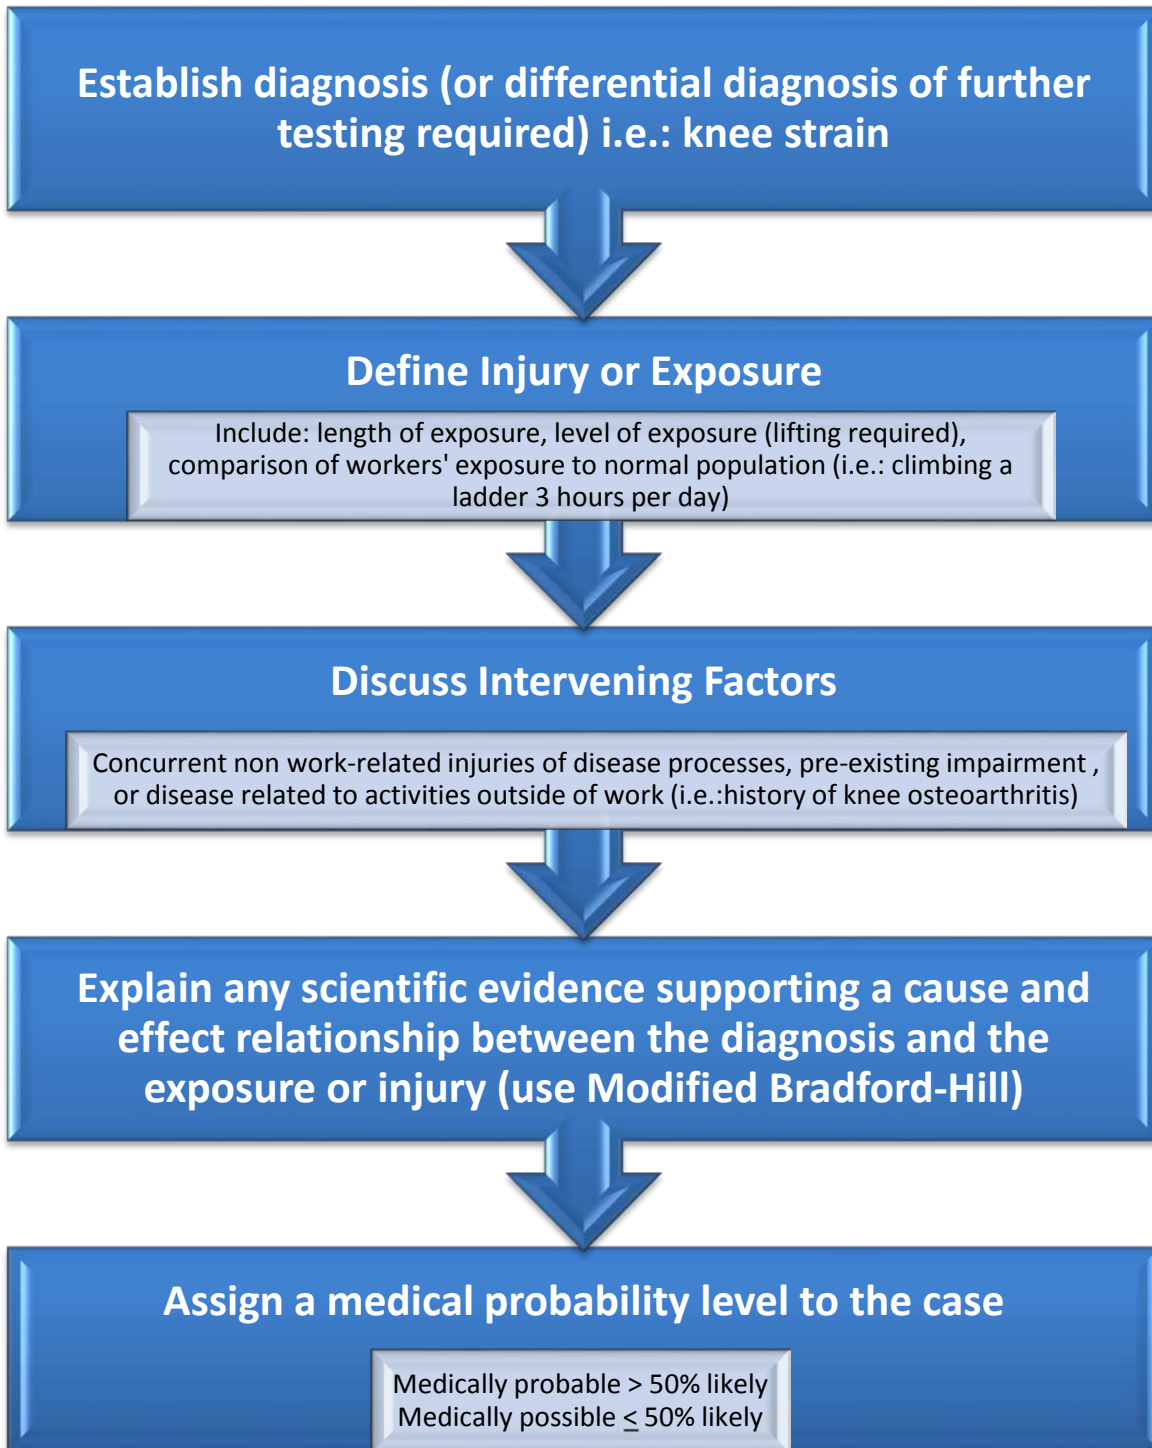 Establish diagnosis (or differential diagnosis of further
testing required) i.e.: knee strain
Define Injury or Exposure
Include: length of exposure, level of exposure (lifting required),
comparison of workers' exposure to normal population (i.e.: climbing a
ladder 3 hours per day)
Discuss Intervening Factors
Concurrent non work-related injuries of disease processes, pre-existing impairment ,
or disease related to activities outside of work (i.e.:history of knee osteoarthritis)
Explain any scientific evidence supporting a cause and
effect relationship between the diagnosis and the
exposure or injury (use Modified Bradford-Hill)
Assign a medical probability level to the case
Medically probable > 50% likely
Medically possible ≤ 50% likely